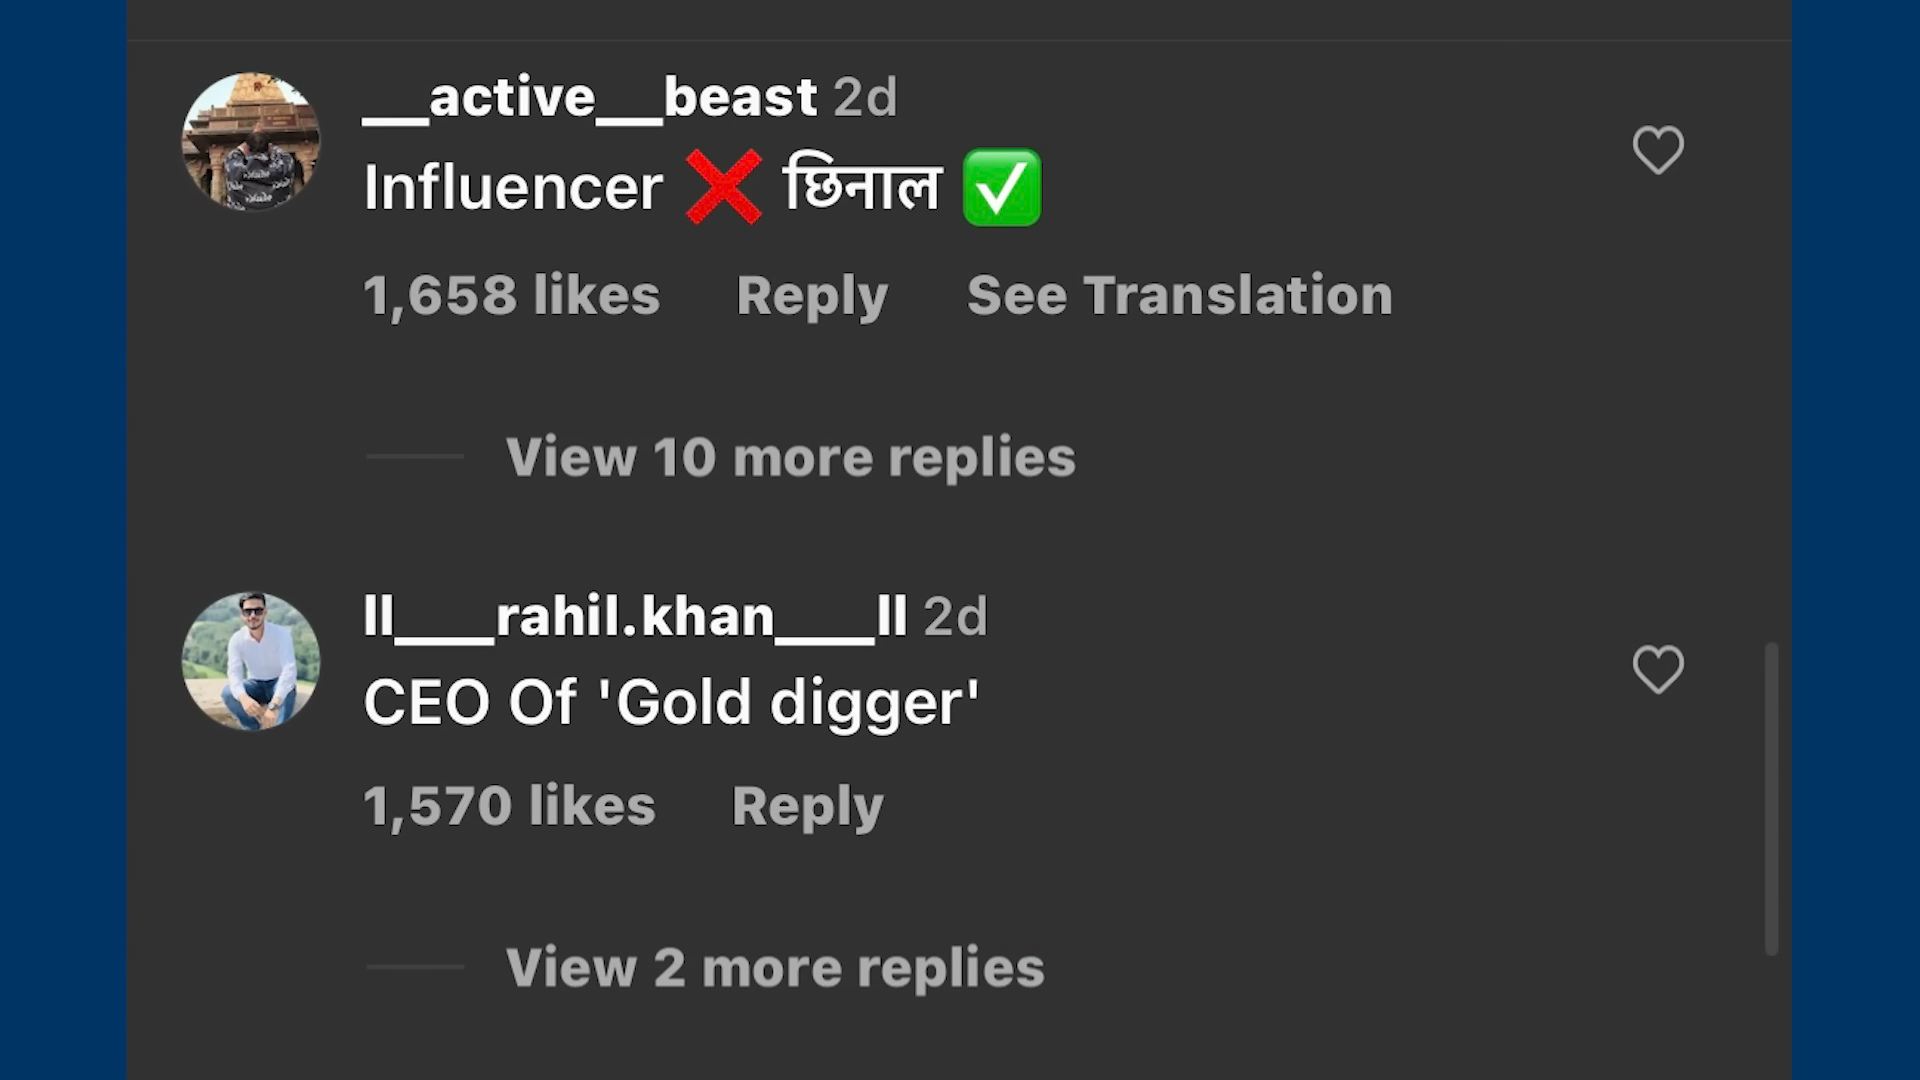 __active__beast 2d
Influencer ❌ छिनाल ✅
1,658 likes Reply See Translation
View 10 more replies
ll___rahil.khan___ll 2d
CEO Of 'Gold digger'
1,570 likes Reply
View 2 more replies